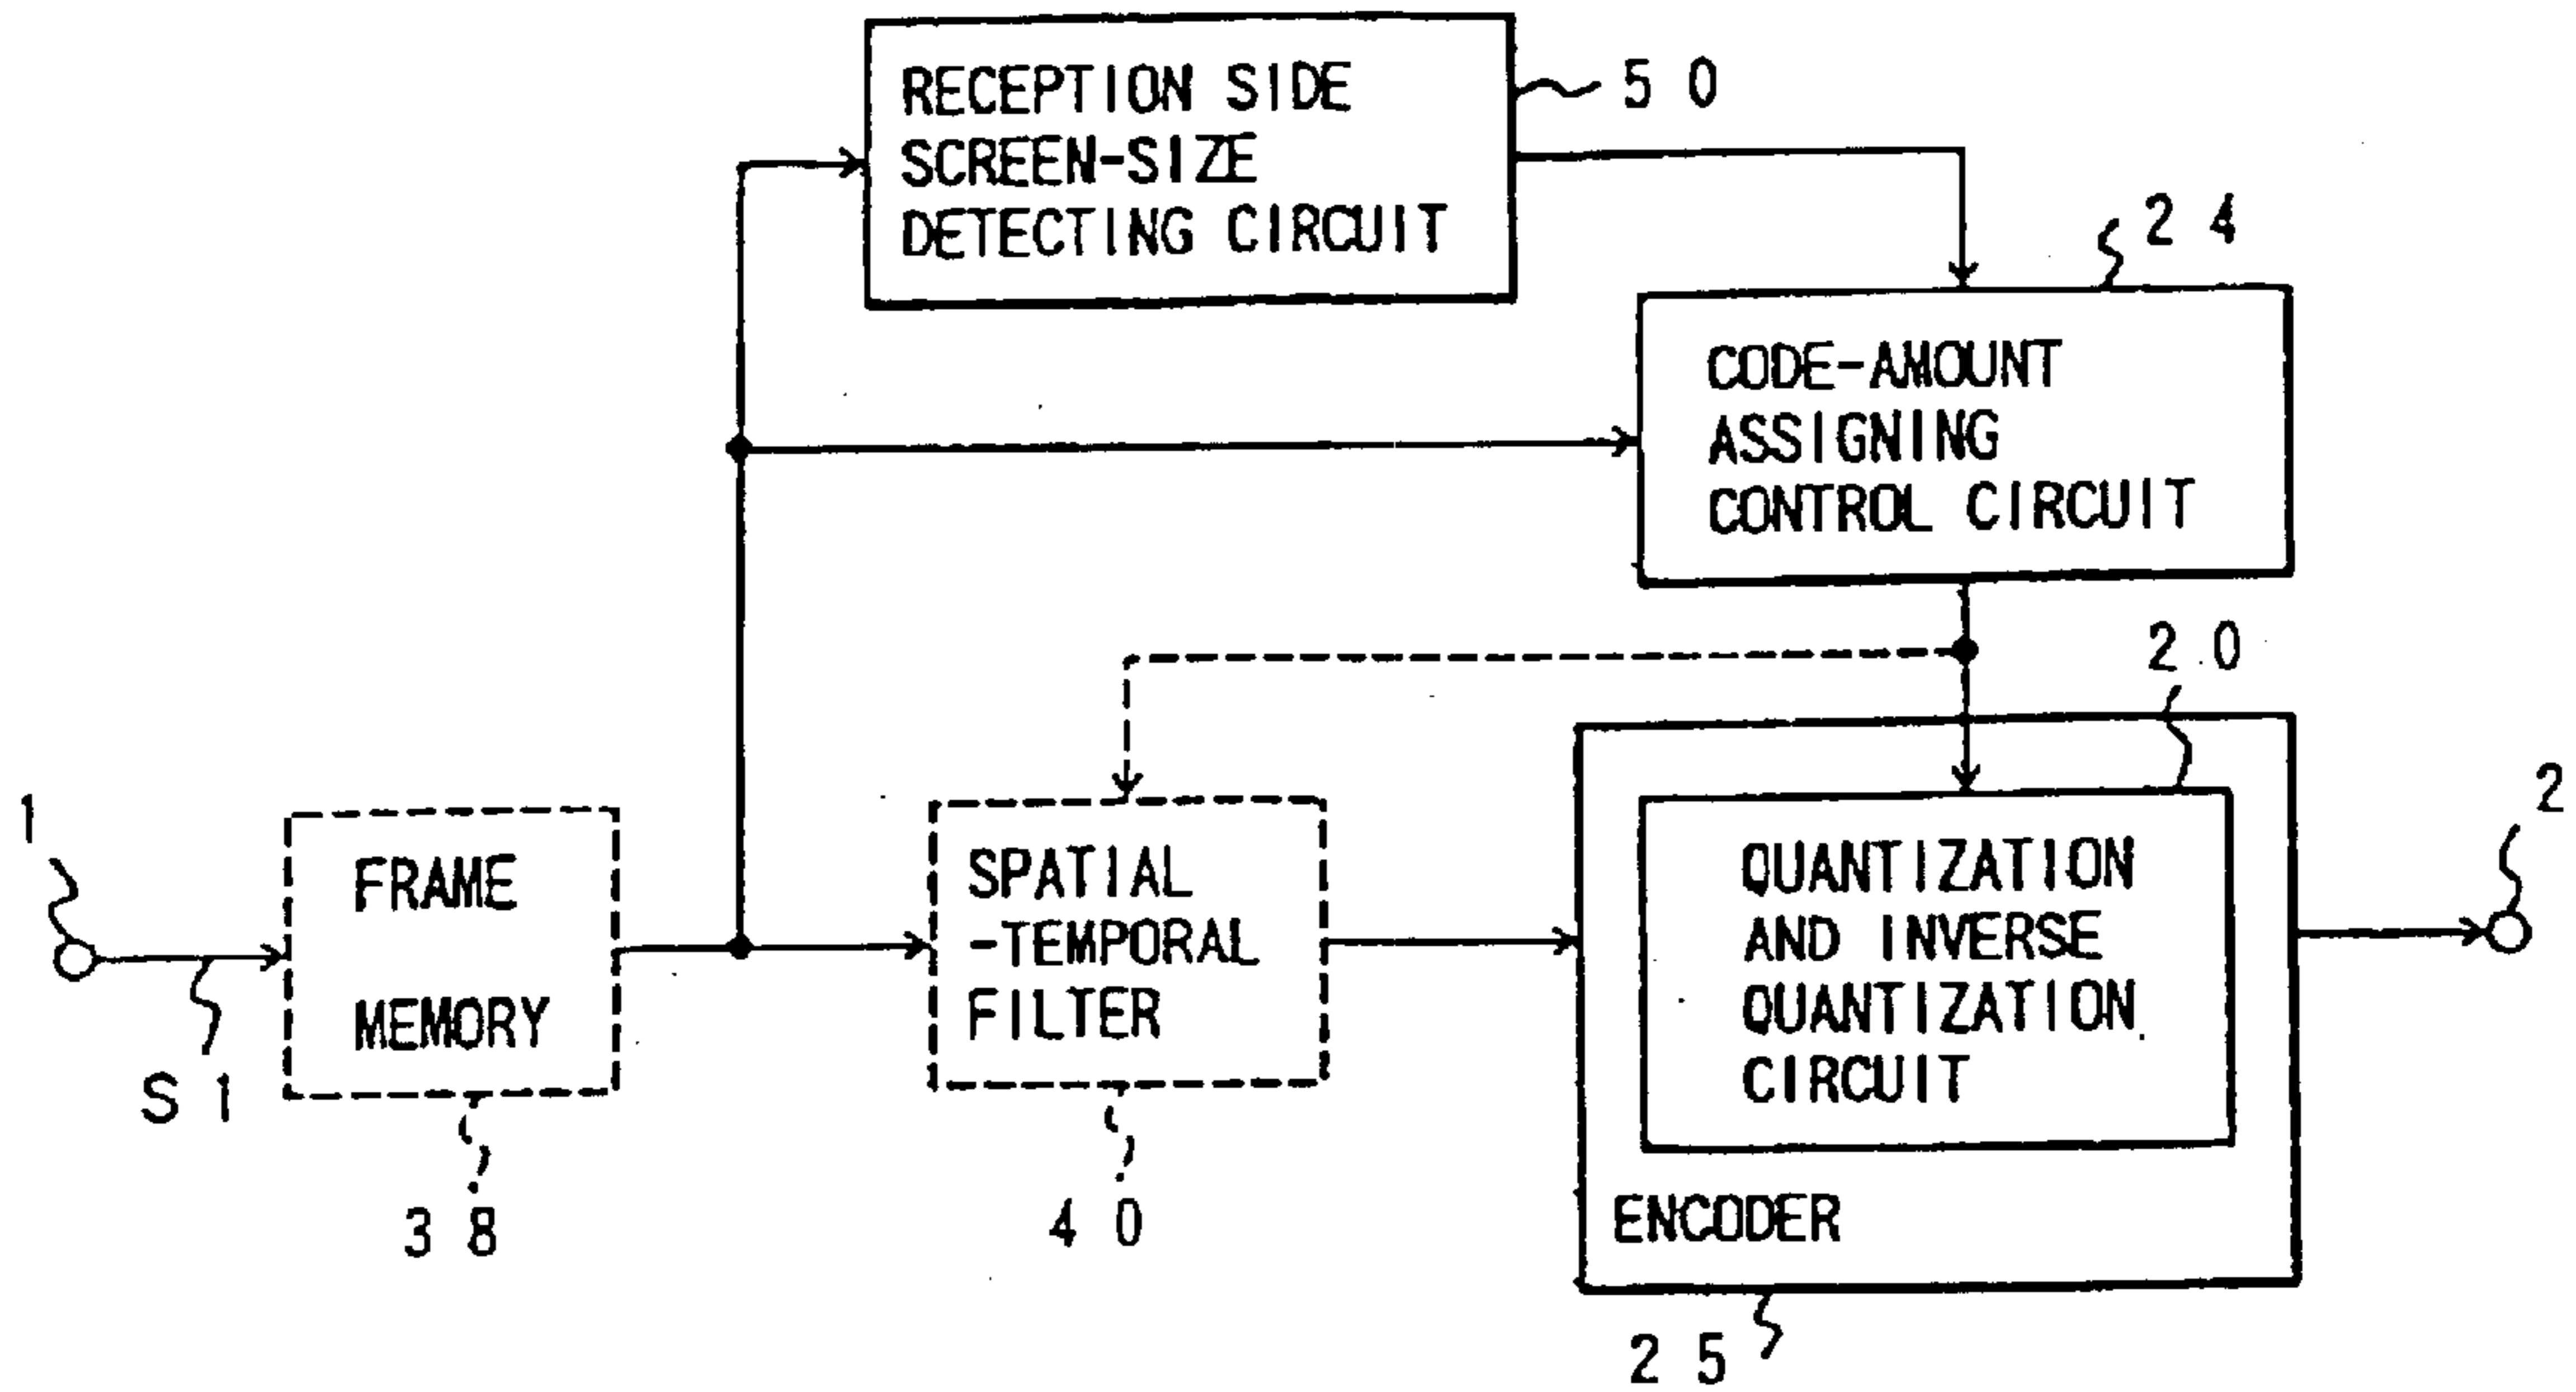 RECEPTION SIDE
SCREEN-SIZE
DETECTING CIRCUIT
50
24
CODE-AMOUNT
ASSIGNING
CONTROL CIRCUIT
20
1
S1
FRAME
MEMORY
38
SPATIAL
-TEMPORAL
FILTER
40
QUANTIZATION
AND INVERSE
QUANTIZATION
CIRCUIT
ENCODER
25
2